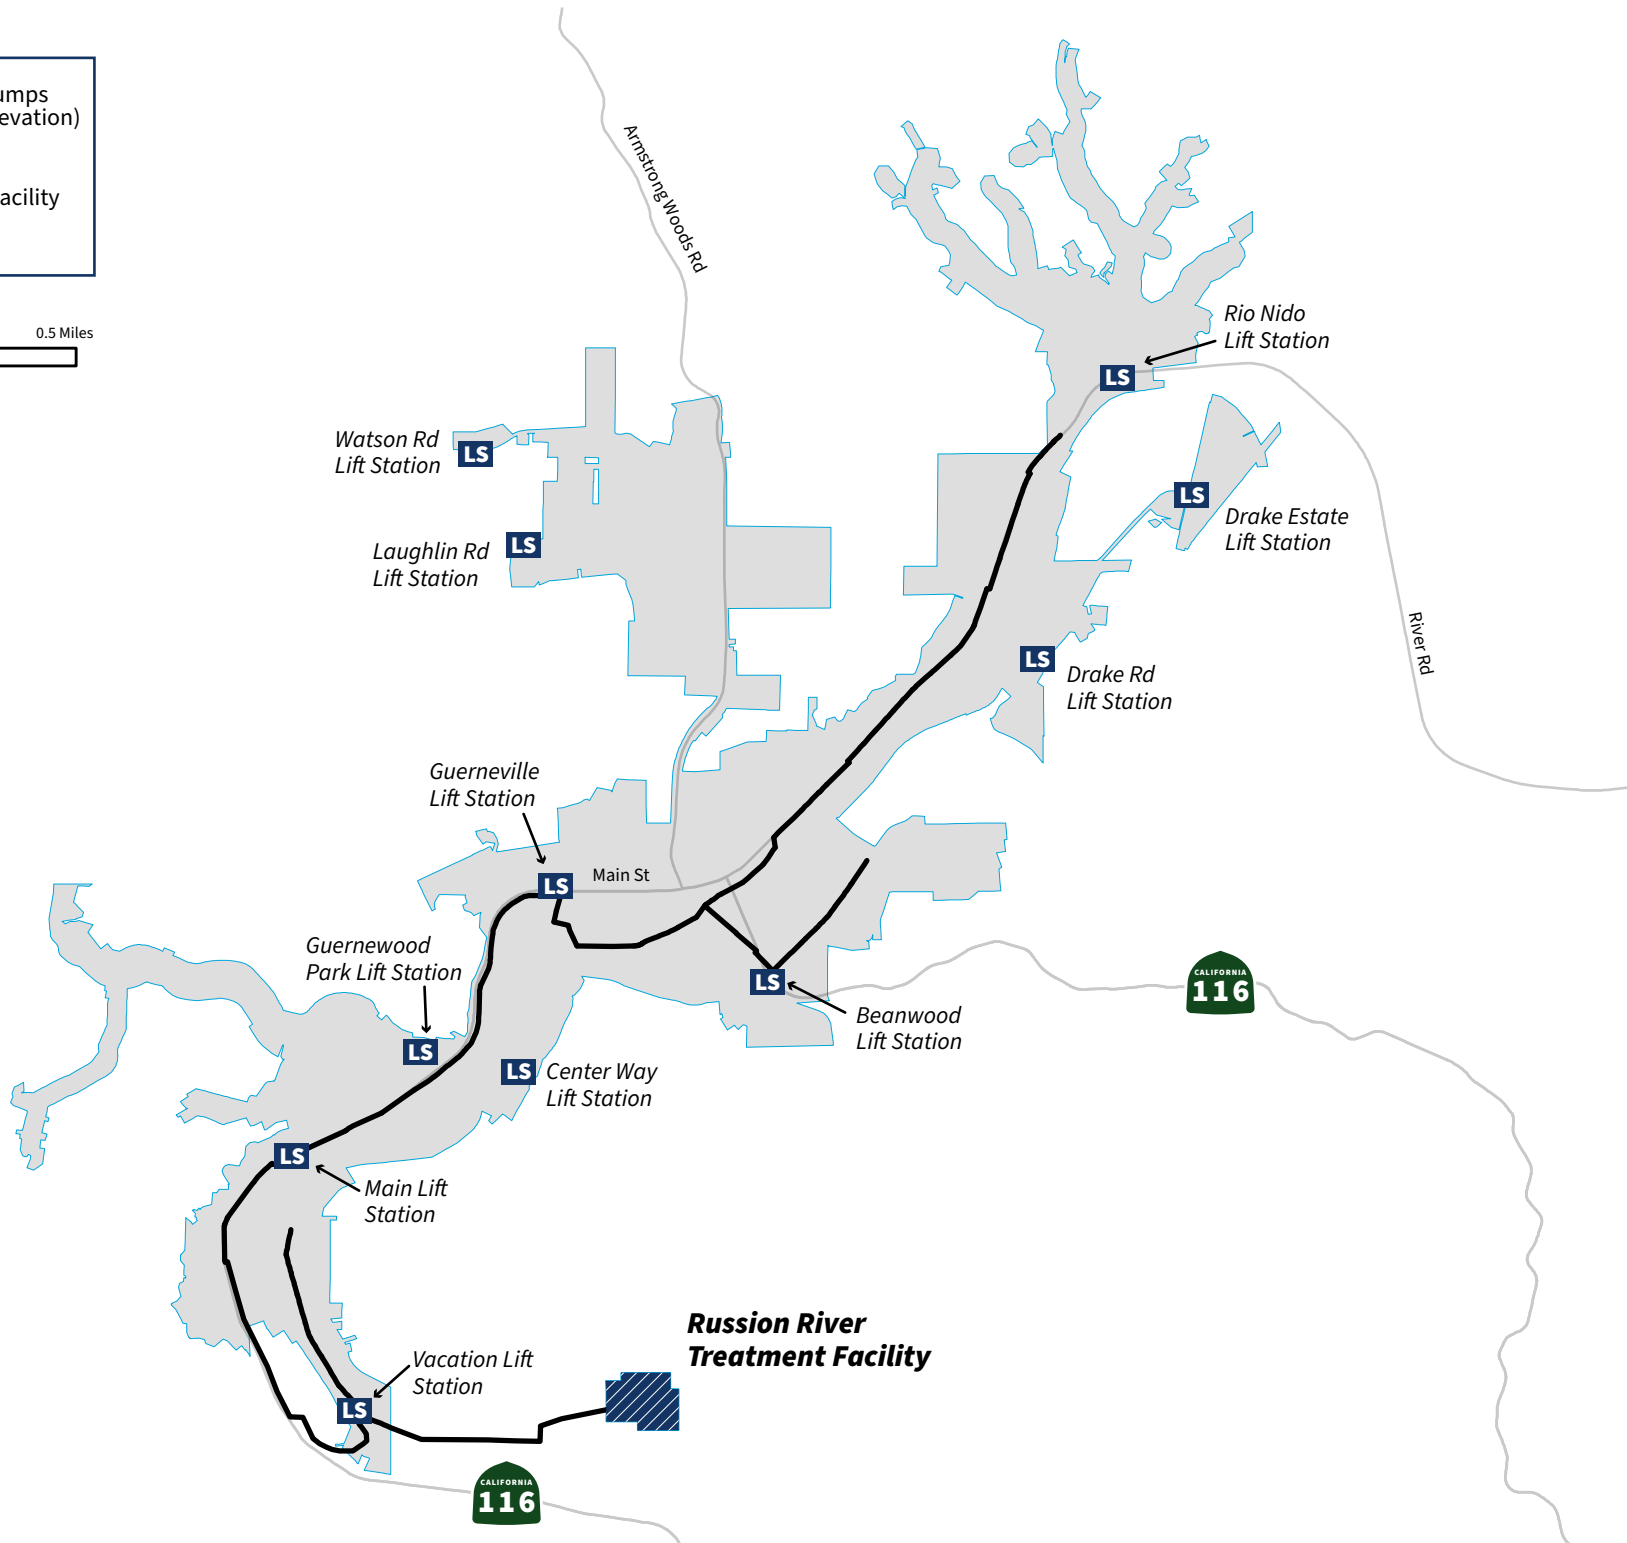 umps
evation)
acility
0.5 Miles
Armstrong Woods Rd
Rio Nido
Lift Station
LS
Watson Rd
Lift Station
LS
LS
Drake Estate
Lift Station
Laughlin Rd
Lift Station
LS
River Rd
LS
Drake Rd
Lift Station
Guerneville
Lift Station
LS
Main St
Guernewood
Park Lift Station
LS
LS
Beanwood
Lift Station
CALIFORNIA
116
LS
Center Way
Lift Station
LS
Main Lift
Station
Russion River
Treatment Facility
Vacation Lift
Station
LS
CALIFORNIA
116